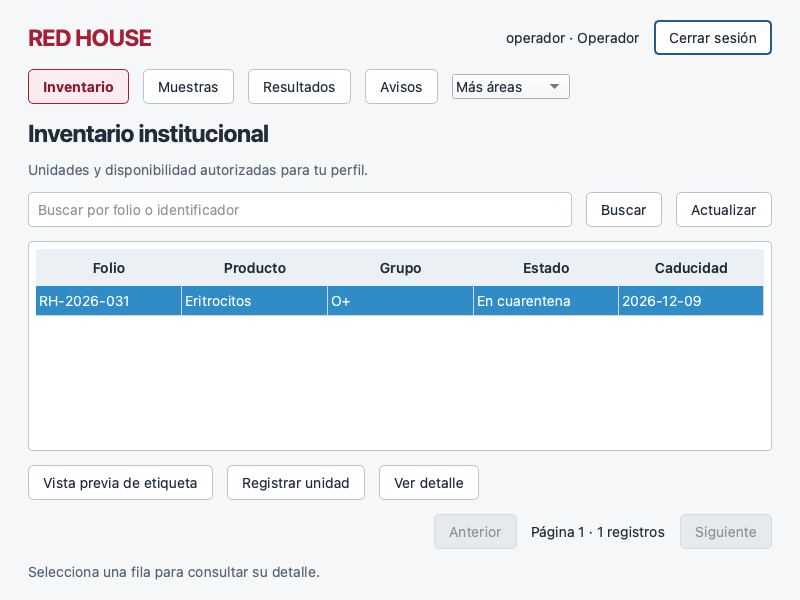 RED HOUSE
operador · Operador
Cerrar sesión
Inventario
Muestras
Resultados
Avisos
Más áreas
Inventario institucional
Unidades y disponibilidad autorizadas para tu perfil.
Buscar por folio o identificador
Buscar
Actualizar
Folio Producto Grupo Estado Caducidad
RH-2026-031 Eritrocitos O+ En cuarentena 2026-12-09
Vista previa de etiqueta
Registrar unidad
Ver detalle
Anterior
Página 1 · 1 registros
Siguiente
Selecciona una fila para consultar su detalle.